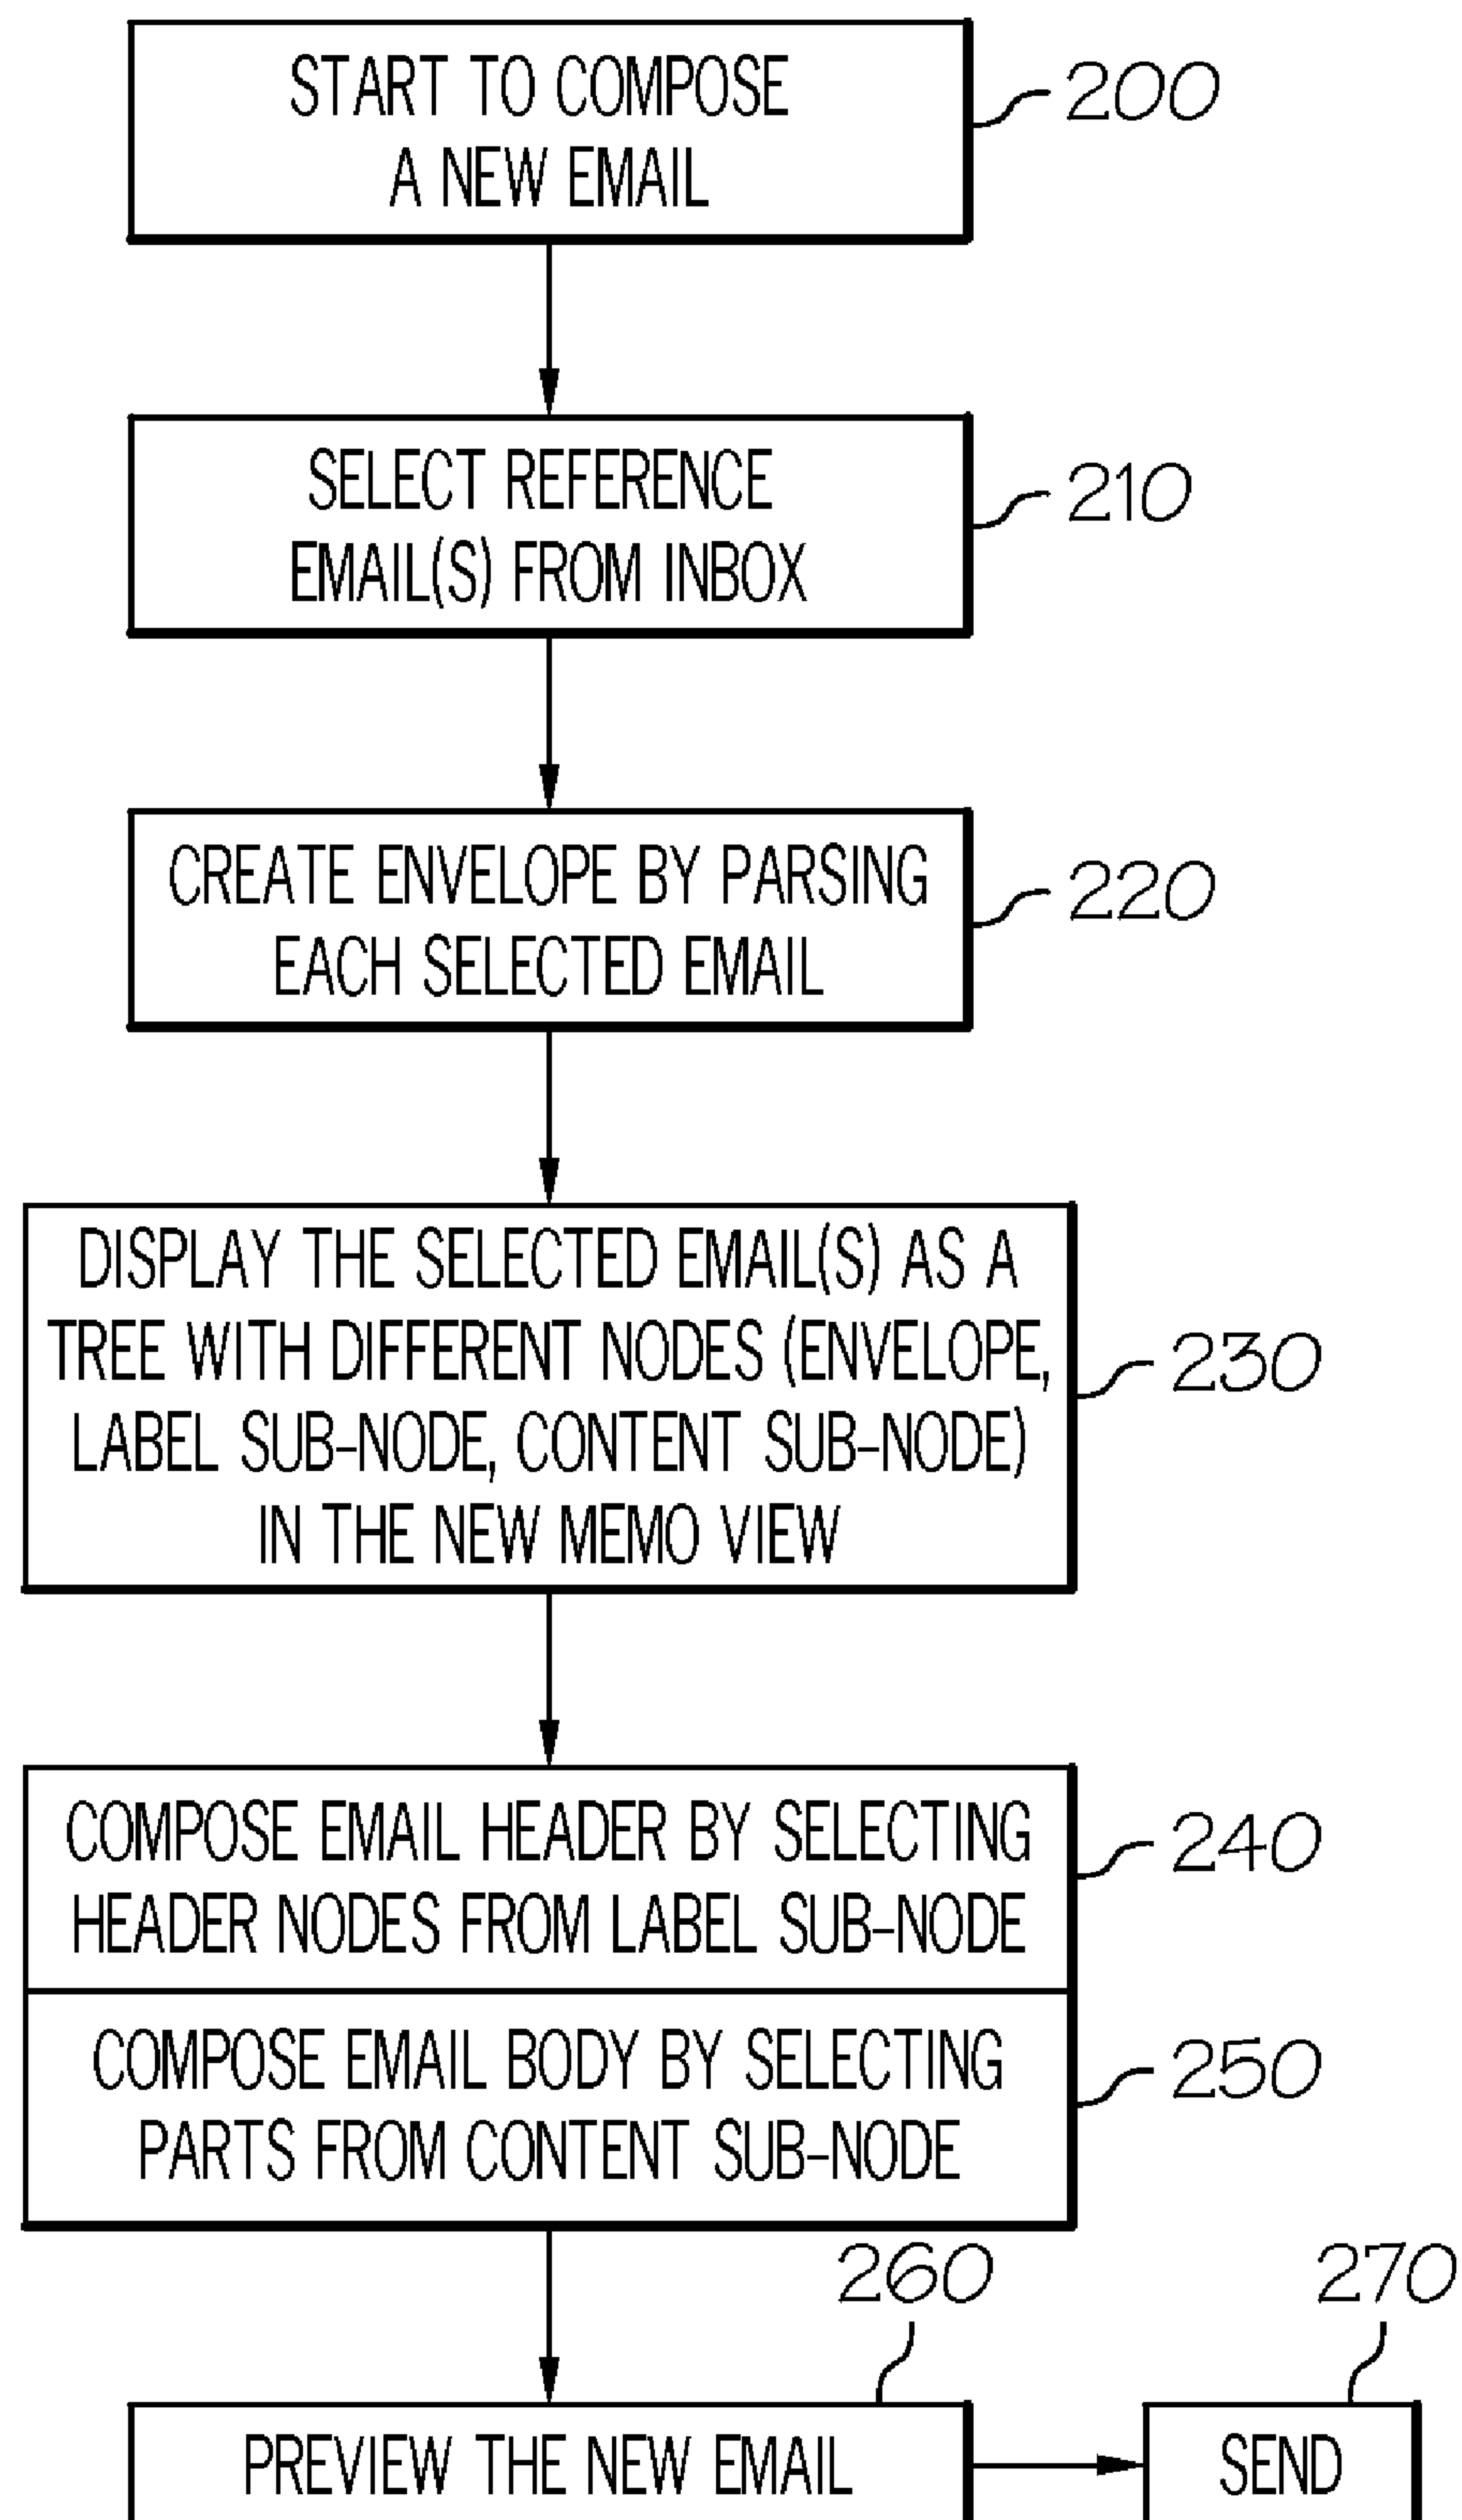 START TO COMPOSE
A NEW EMAIL
200
SELECT REFERENCE
EMAIL(S) FROM INBOX
210
CREATE ENVELOPE BY PARSING
EACH SELECTED EMAIL
220
DISPLAY THE SELECTED EMAIL(S) AS A
TREE WITH DIFFERENT NODES (ENVELOPE,
LABEL SUB-NODE, CONTENT SUB-NODE)
IN THE NEW MEMO VIEW
230
COMPOSE EMAIL HEADER BY SELECTING
HEADER NODES FROM LABEL SUB-NODE
240
COMPOSE EMAIL BODY BY SELECTING
PARTS FROM CONTENT SUB-NODE
250
260
270
PREVIEW THE NEW EMAIL
SEND